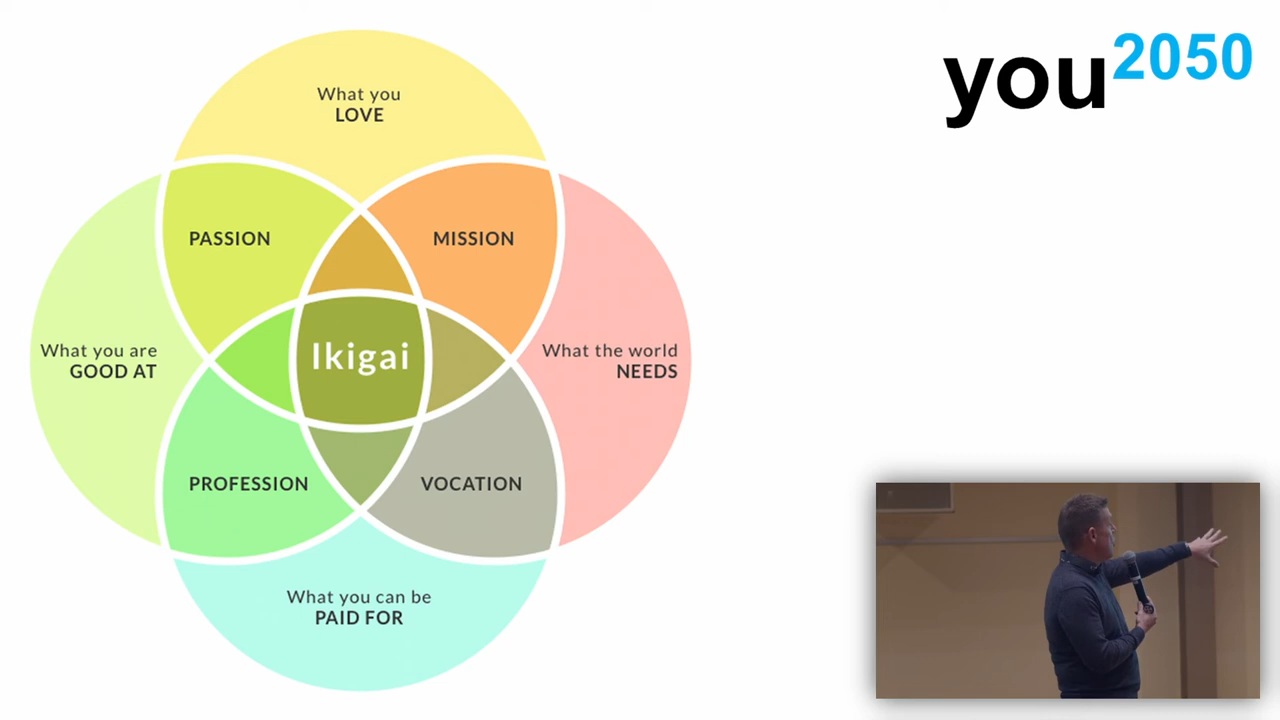 you2050
What you
LOVE
PASSION
MISSION
What you are
GOOD AT
Ikigai
What the world
NEEDS
PROFESSION
VOCATION
What you can be
PAID FOR